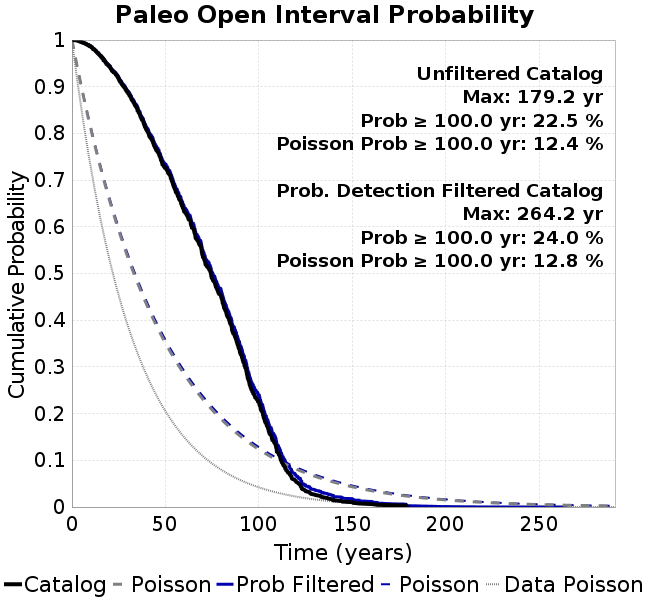 Paleo Open Interval Probability
Cumulative Probability
1
0.9
0.8
0.7
0.6
0.5
0.4
0.3
0.2
0.1
0
Unfiltered Catalog
Max: 179.2 yr
Prob ≥ 100.0 yr: 22.5 %
Poisson Prob ≥ 100.0 yr: 12.4 %
Prob. Detection Filtered Catalog
Max: 264.2 yr
Prob ≥ 100.0 yr: 24.0 %
Poisson Prob ≥ 100.0 yr: 12.8 %
0 50 100 150 200 250
Time (years)
Catalog Poisson Prob Filtered Poisson Data Poisson